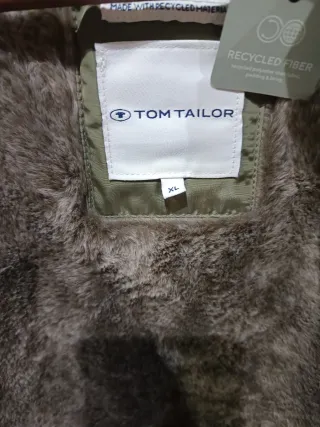 MADE WITH RECYCLED MATERI
RECYCLED FIBER
TOM TAILOR
XL